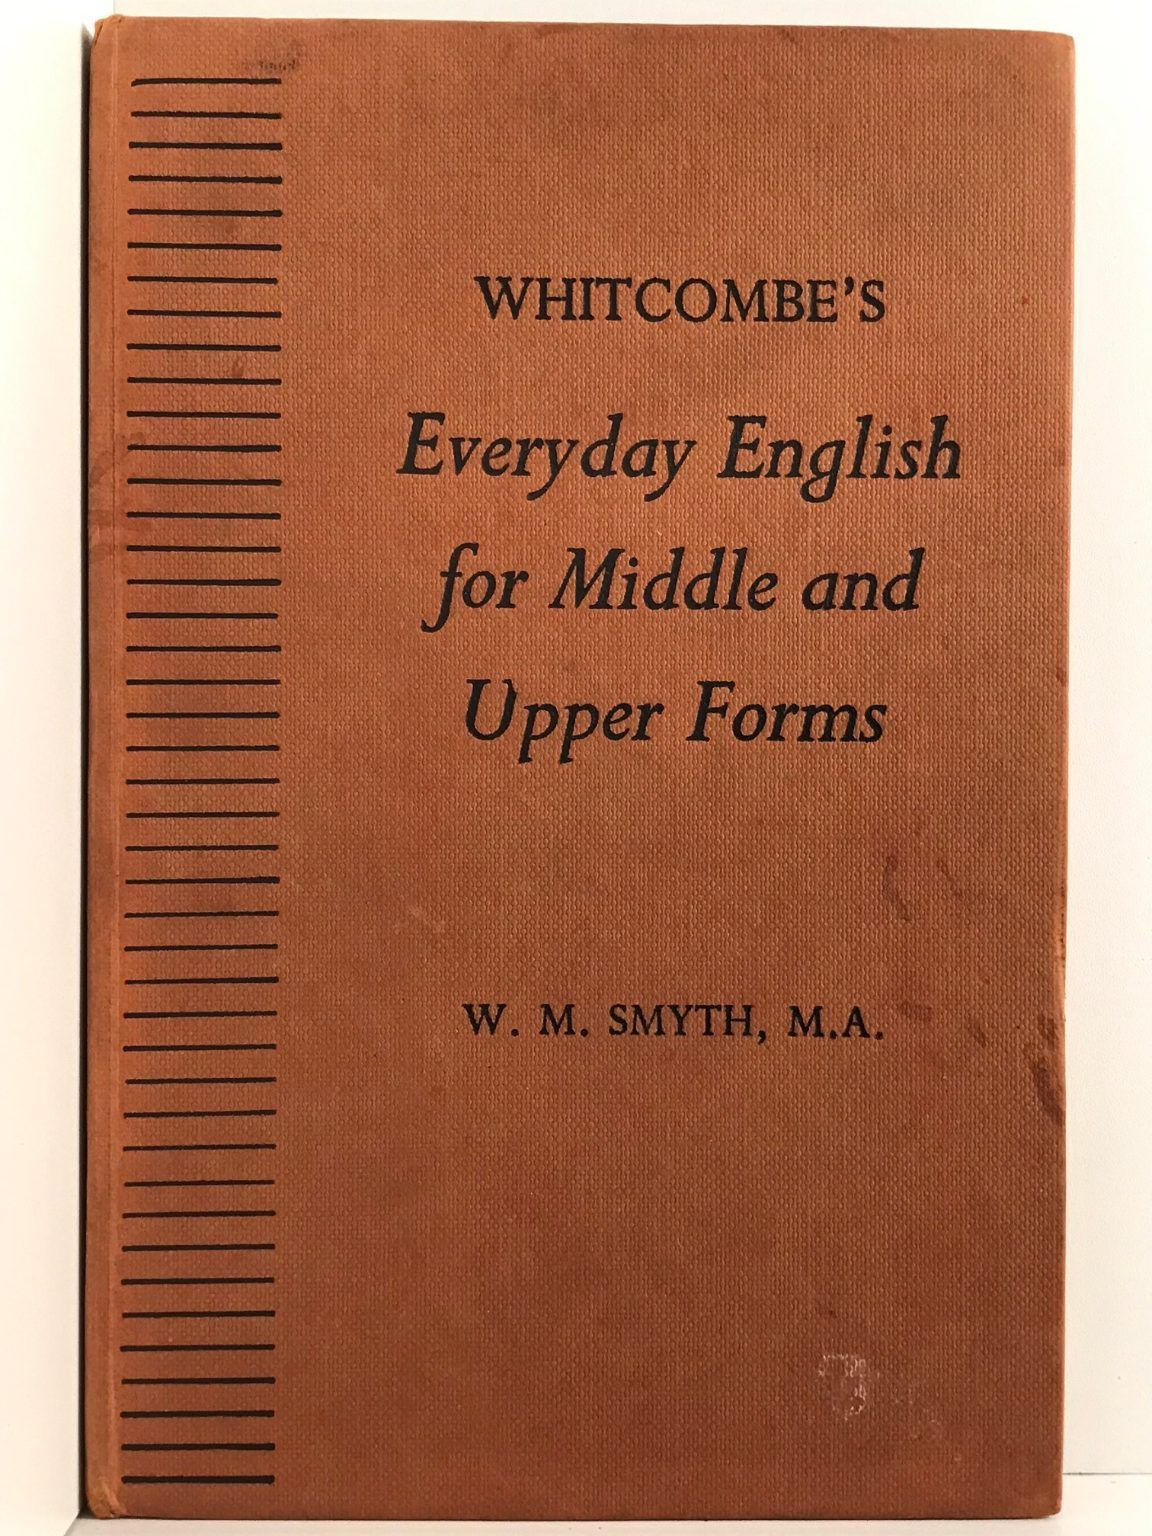 WHITCOMBE’S
Everyday English
for Middle and
Upper Forms
W. M. SMYTH, M.A.